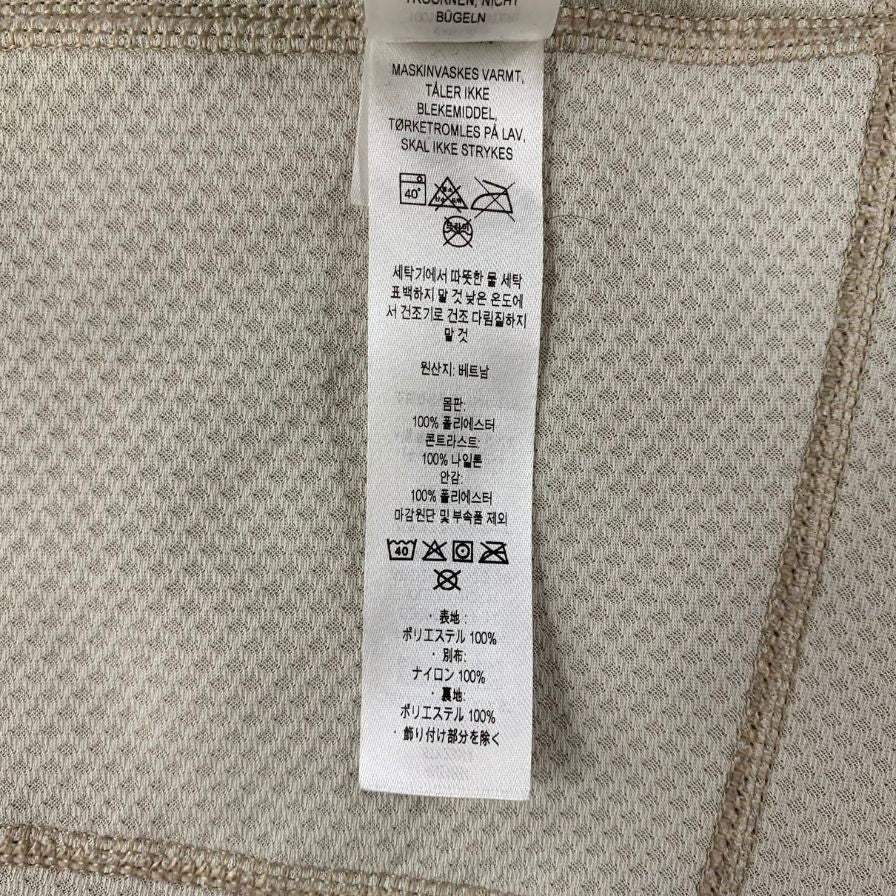 TROCKNEN, NICHT
BÜGELN
MASKINVASKES VARMT,
TÅLER IKKE
BLEKEMIDDEL,
TØRKETROMLES PÅ LAV,
SKAL IKKE STRYKES
40°
드라이
세탁기에서 따뜻한 물 세탁
표백하지 말 것 낮은 온도에
서 건조기로 건조 다림질하지
말 것
원산지: 베트남
몸판:
100% 폴리에스터
콘트라스트:
100% 나일론
안감:
100% 폴리에스터
마감원단 및 부속품 제외
40
・表地:
ポリエステル 100%
・別布:
ナイロン 100%
・裏地:
ポリエステル 100%
・飾り付け部分を除く